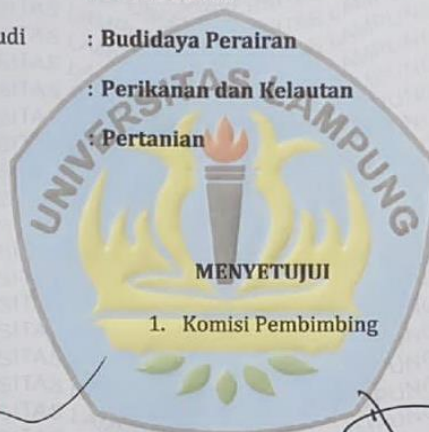 udi : Budidaya Perairan
: Perikanan dan Kelautan
: Pertanian
UNIVERSITAS LAMPUNG
MENYETUJUI
1. Komisi Pembimbing